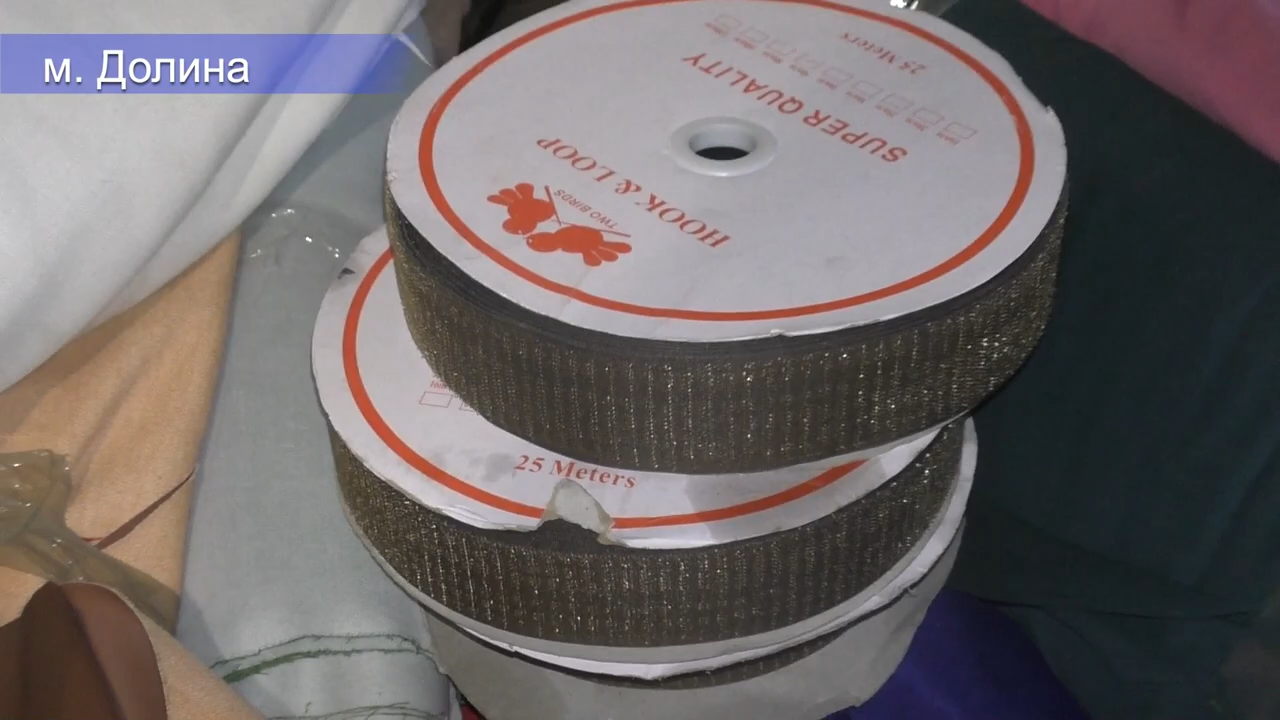 м. Долина
25 Meters
SUPER QUALITY
HOOK & LOOP
TWO BIRDS
25 Meters